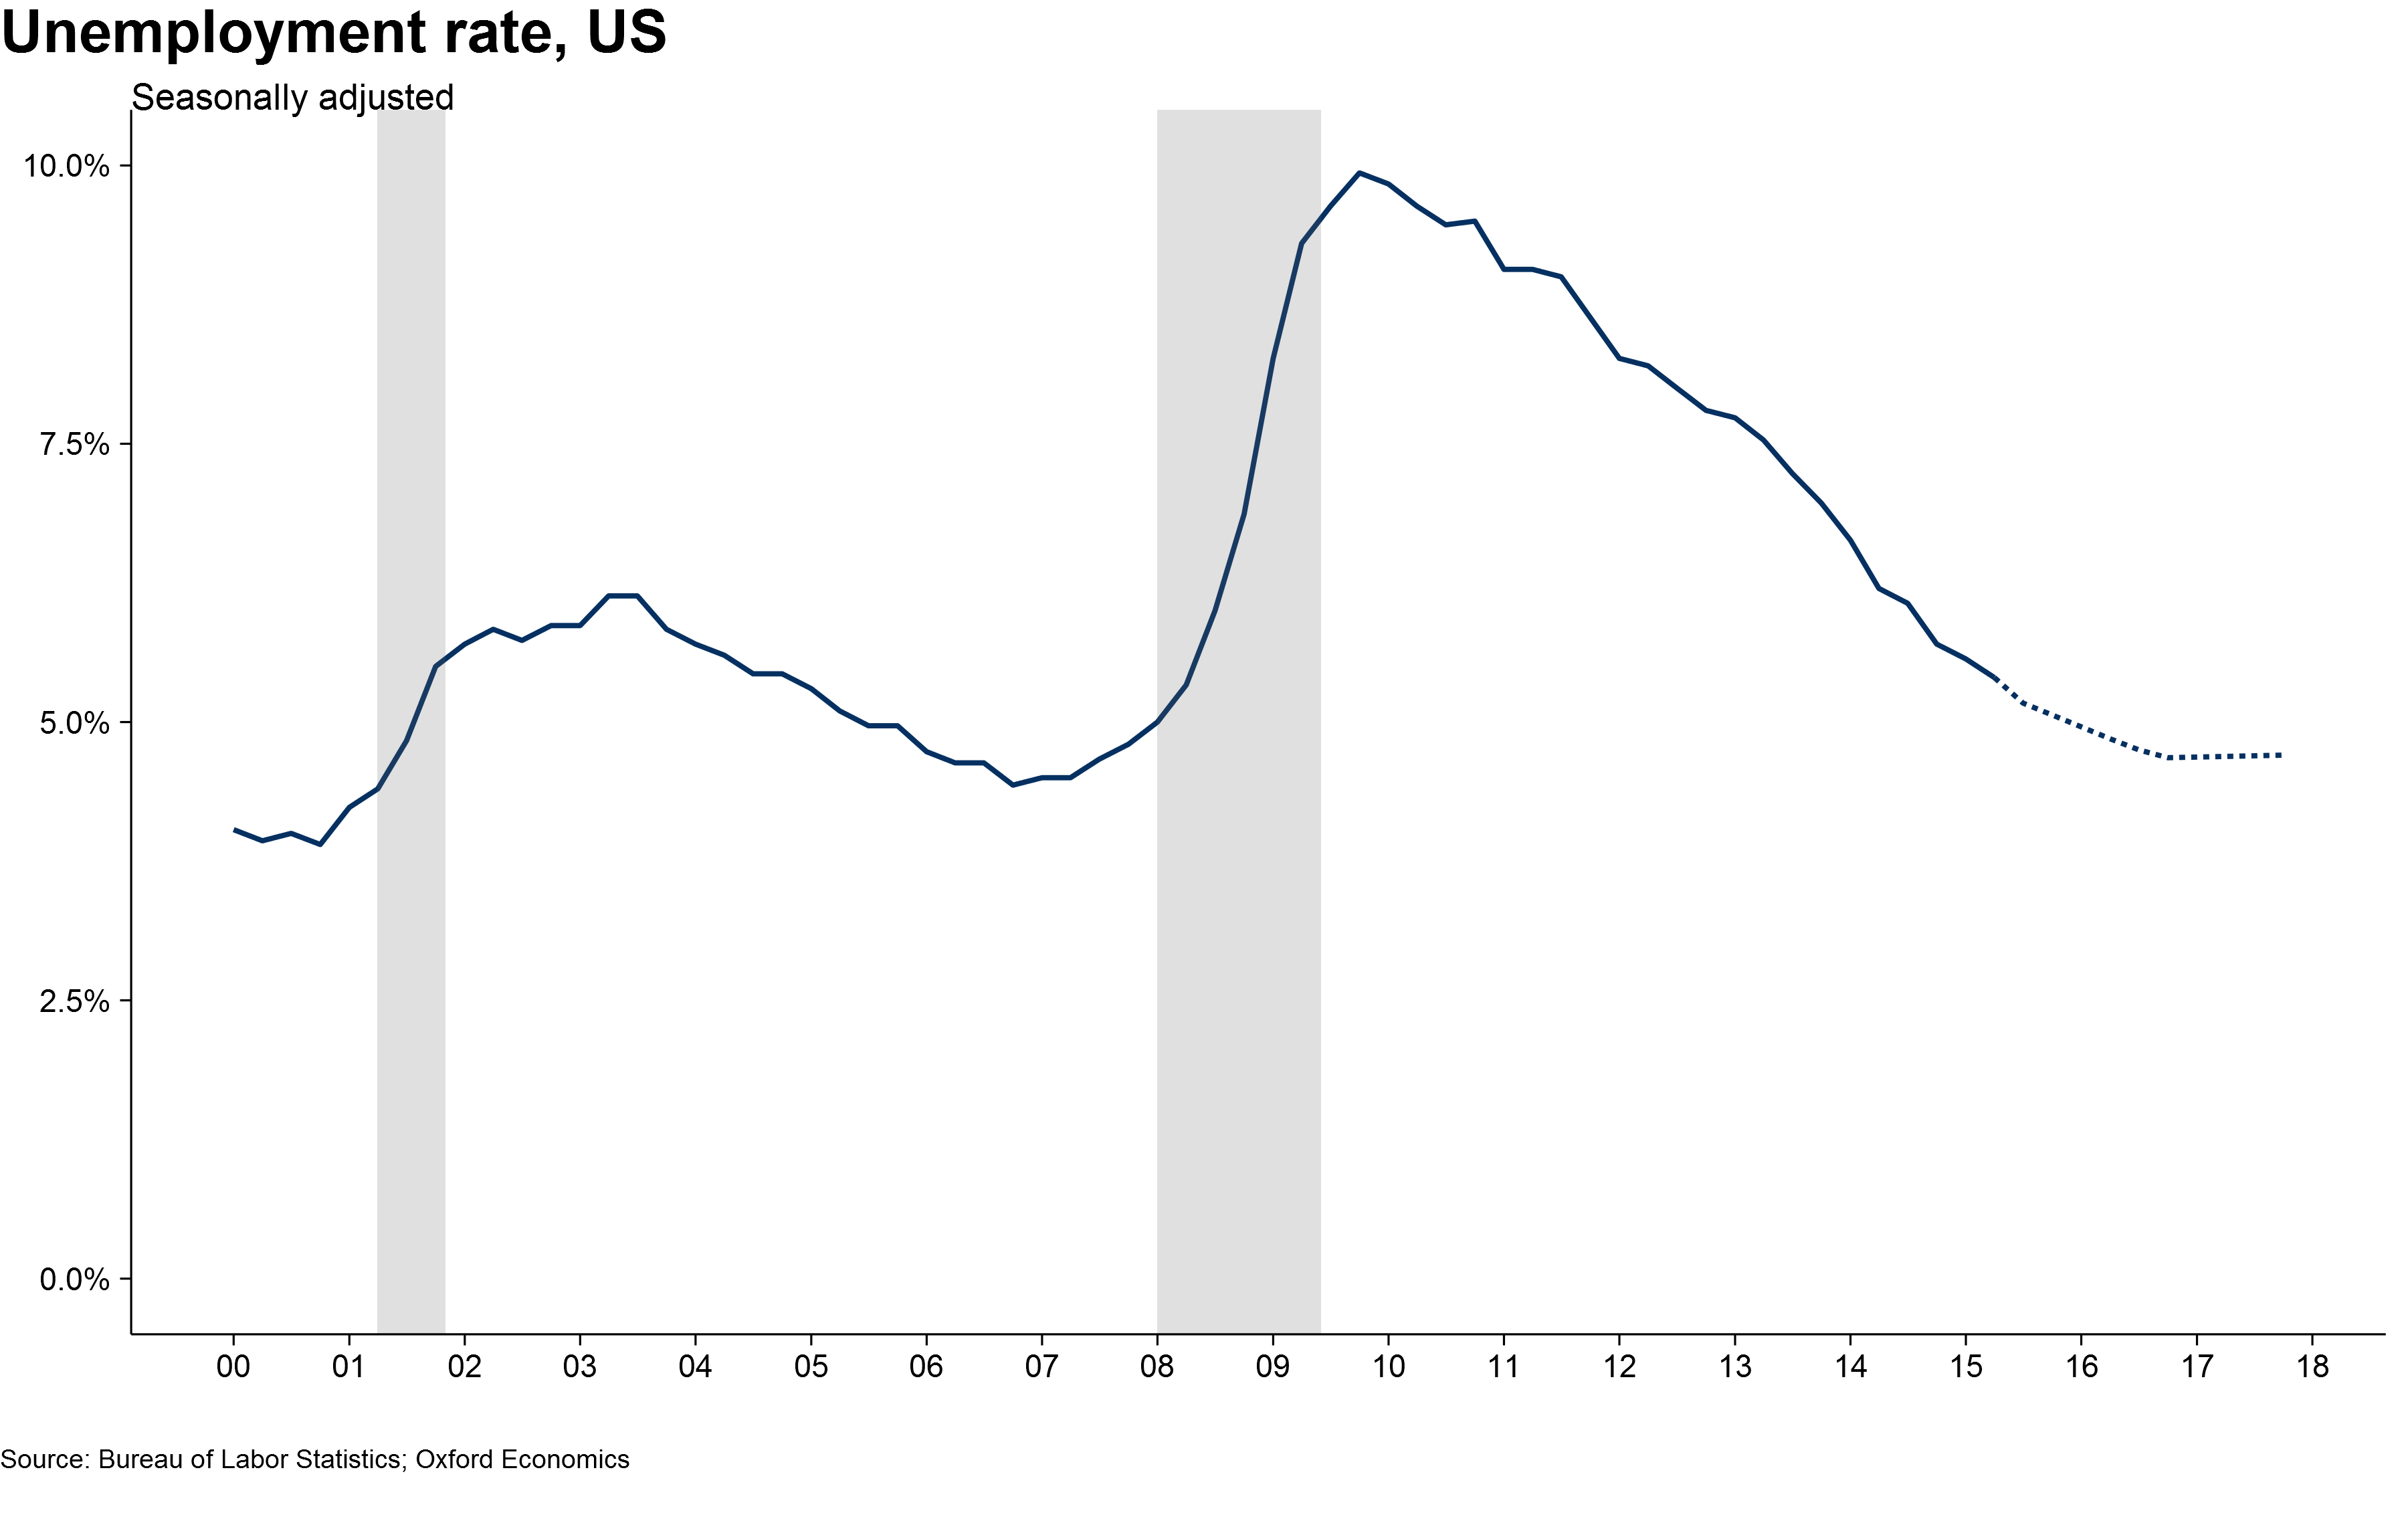 Unemployment rate, US
Seasonally adjusted
10.0%
7.5%
5.0%
2.5%
0.0%
00 01 02 03 04 05 06 07 08 09 10 11 12 13 14 15 16 17 18
Source: Bureau of Labor Statistics; Oxford Economics